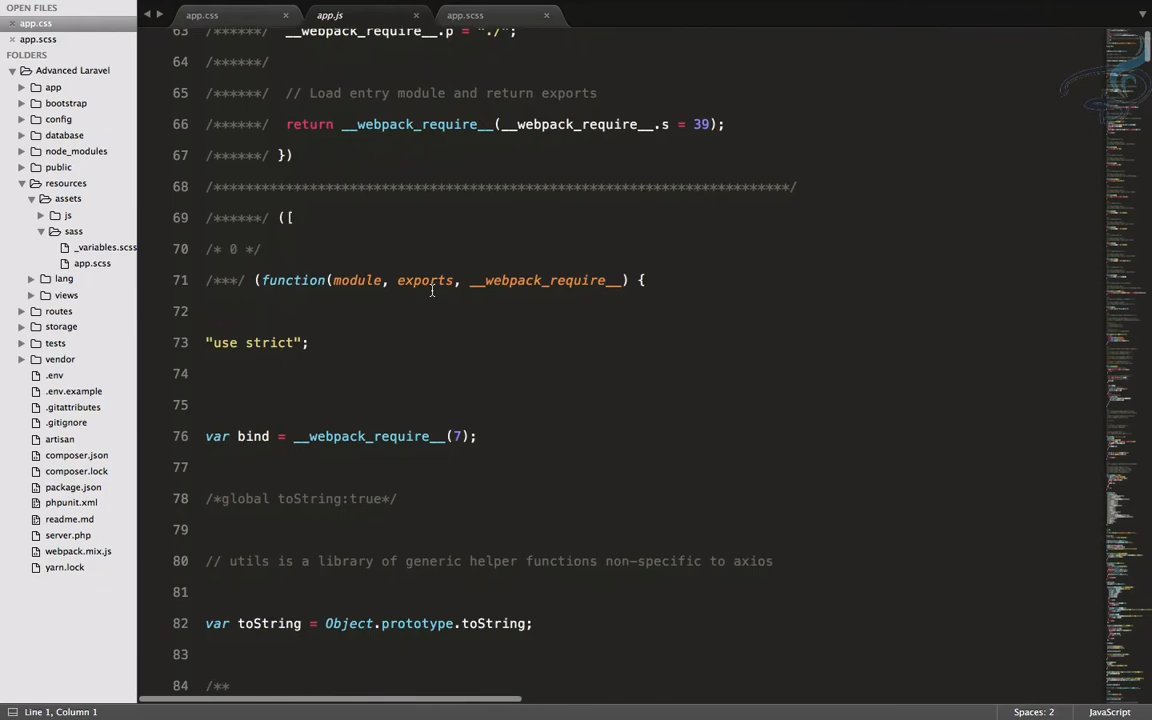 OPEN FILES
× app.css
× app.scss
FOLDERS
Advanced Laravel
app
bootstrap
config
database
node_modules
public
resources
assets
js
sass
_variables.scss
app.scss
lang
views
routes
storage
tests
vendor
.env
.env.example
.gitattributes
.gitignore
artisan
composer.json
composer.lock
package.json
phpunit.xml
readme.md
server.php
webpack.mix.js
yarn.lock
app.css × app.js × app.scss ×
63 /******/  __webpack_require__.p = "./";
64 /******/
65 /******/  // Load entry module and return exports
66 /******/  return __webpack_require__(__webpack_require__.s = 39);
67 /******/ })
68 /************************************************************************/
69 /******/ ([
70 /* 0 */
71 /***/ (function(module, exports, __webpack_require__) {
72
73 "use strict";
74
75
76 var bind = __webpack_require__(7);
77
78 /*global toString:true*/
79
80 // utils is a library of generic helper functions non-specific to axios
81
82 var toString = Object.prototype.toString;
83
84 /**
Line 1, Column 1 Spaces: 2 JavaScript